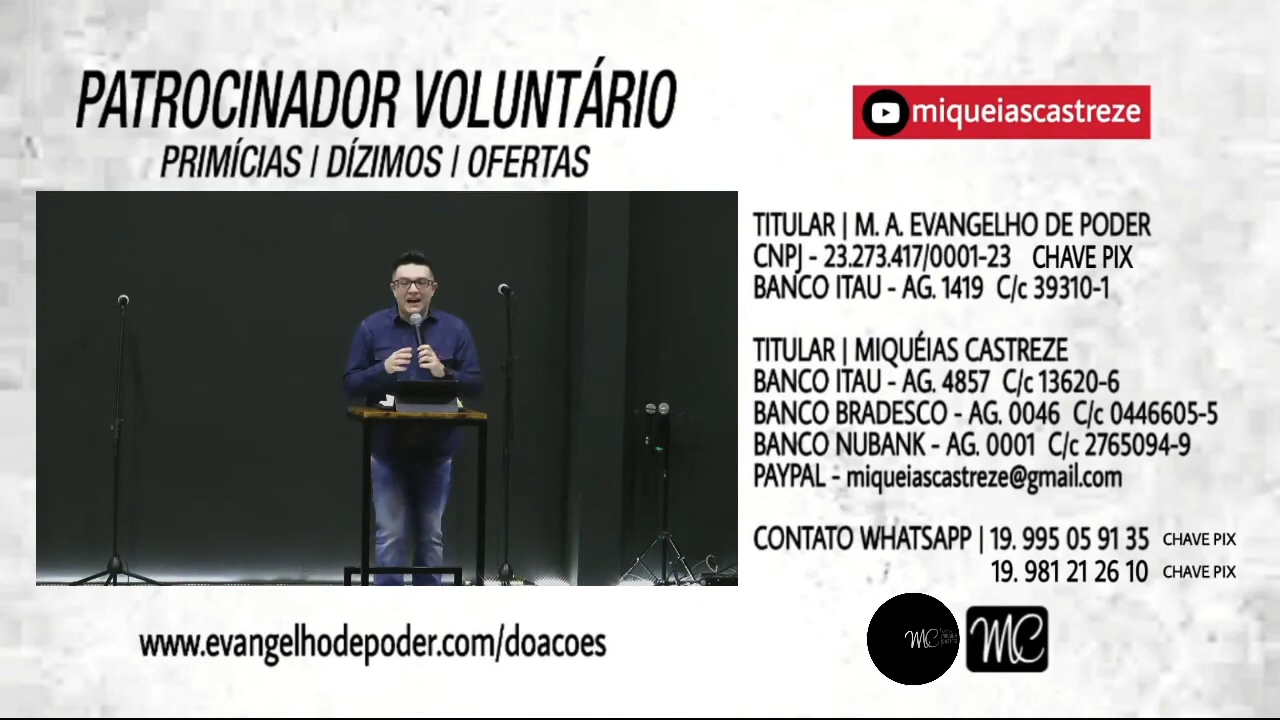 PATROCINADOR VOLUNTÁRIO
PRIMÍCIAS | DÍZIMOS | OFERTAS
miqueiascastreze
TITULAR | M. A. EVANGELHO DE PODER
CNPJ - 23.273.417/0001-23 CHAVE PIX
BANCO ITAU - AG. 1419 C/c 39310-1
TITULAR | MIQUÉIAS CASTREZE
BANCO ITAU - AG. 4857 C/c 13620-6
BANCO BRADESCO - AG. 0046 C/c 0446605-5
BANCO NUBANK - AG. 0001 C/c 2765094-9
PAYPAL - miqueiascastreze@gmail.com
CONTATO WHATSAPP | 19. 995 05 91 35 CHAVE PIX
19. 981 21 26 10 CHAVE PIX
MC
MC
www.evangelhodepoder.com/doacoes